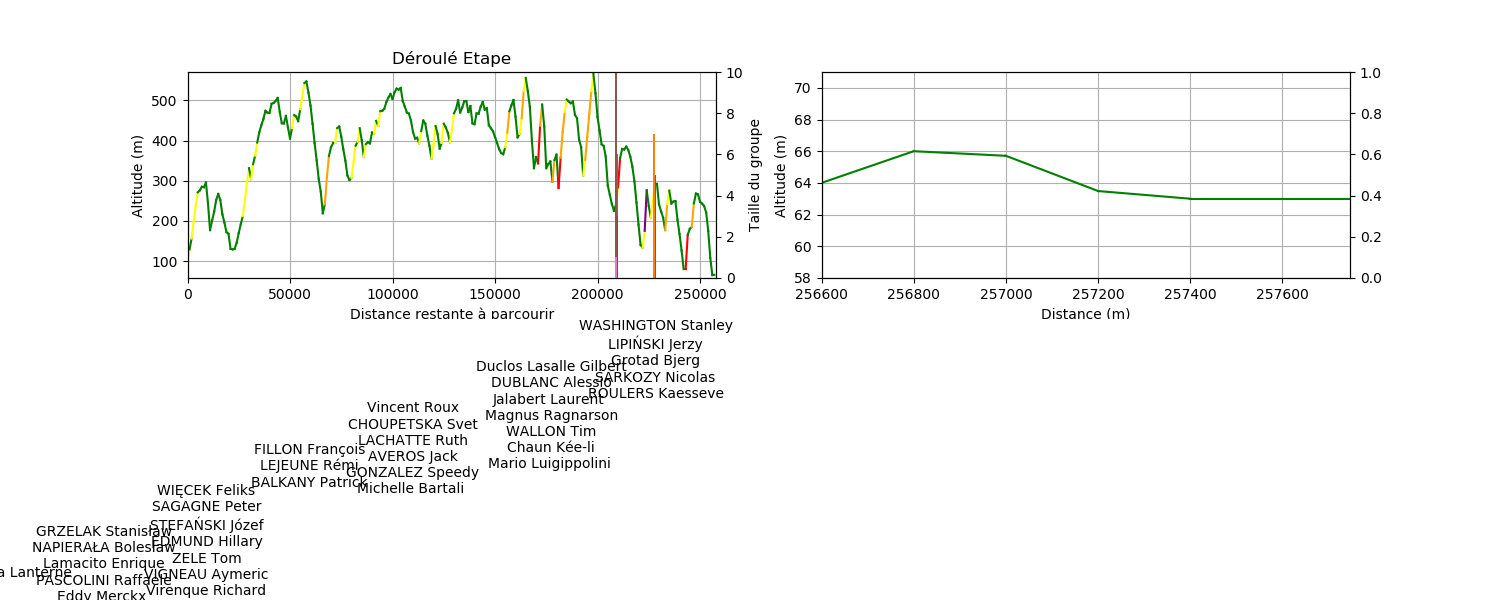 Déroulé Etape
Altitude (m)
500
400
300
200
100
10
8
6
4
2
0
Taille du groupe
0
50000
100000
150000
200000
250000
Distance restante à parcourir
Altitude (m)
70
68
66
64
62
60
58
1.0
0.8
0.6
0.4
0.2
0.0
256600
256800
257000
257200
257400
257600
Distance (m)
WASHINGTON Stanley
LIPIŃSKI Jerzy
Grotad Bjerg
SARKOZY Nicolas
ROULERS Kaesseve
Duclos Lasalle Gilbert
DUBLANC Alessio
Jalabert Laurent
Magnus Ragnarson
WALLON Tim
Chaun Kée-li
Mario Luigippolini
Vincent Roux
CHOUPETSKA Svet
LACHATTE Ruth
AVEROS Jack
GONZALEZ Speedy
Michelle Bartali
FILLON François
LEJEUNE Rémi
BALKANY Patrick
WIĘCEK Feliks
SAGAGNE Peter
STEFAŃSKI Józef
EDMUND Hillary
ZELE Tom
VIGNEAU Aymeric
Virenque Richard
GRZELAK Stanisław
NAPIERAŁA Bolesław
Lamacito Enrique
PASCOLINI Raffaele
Eddy Merckx
a Lanterne